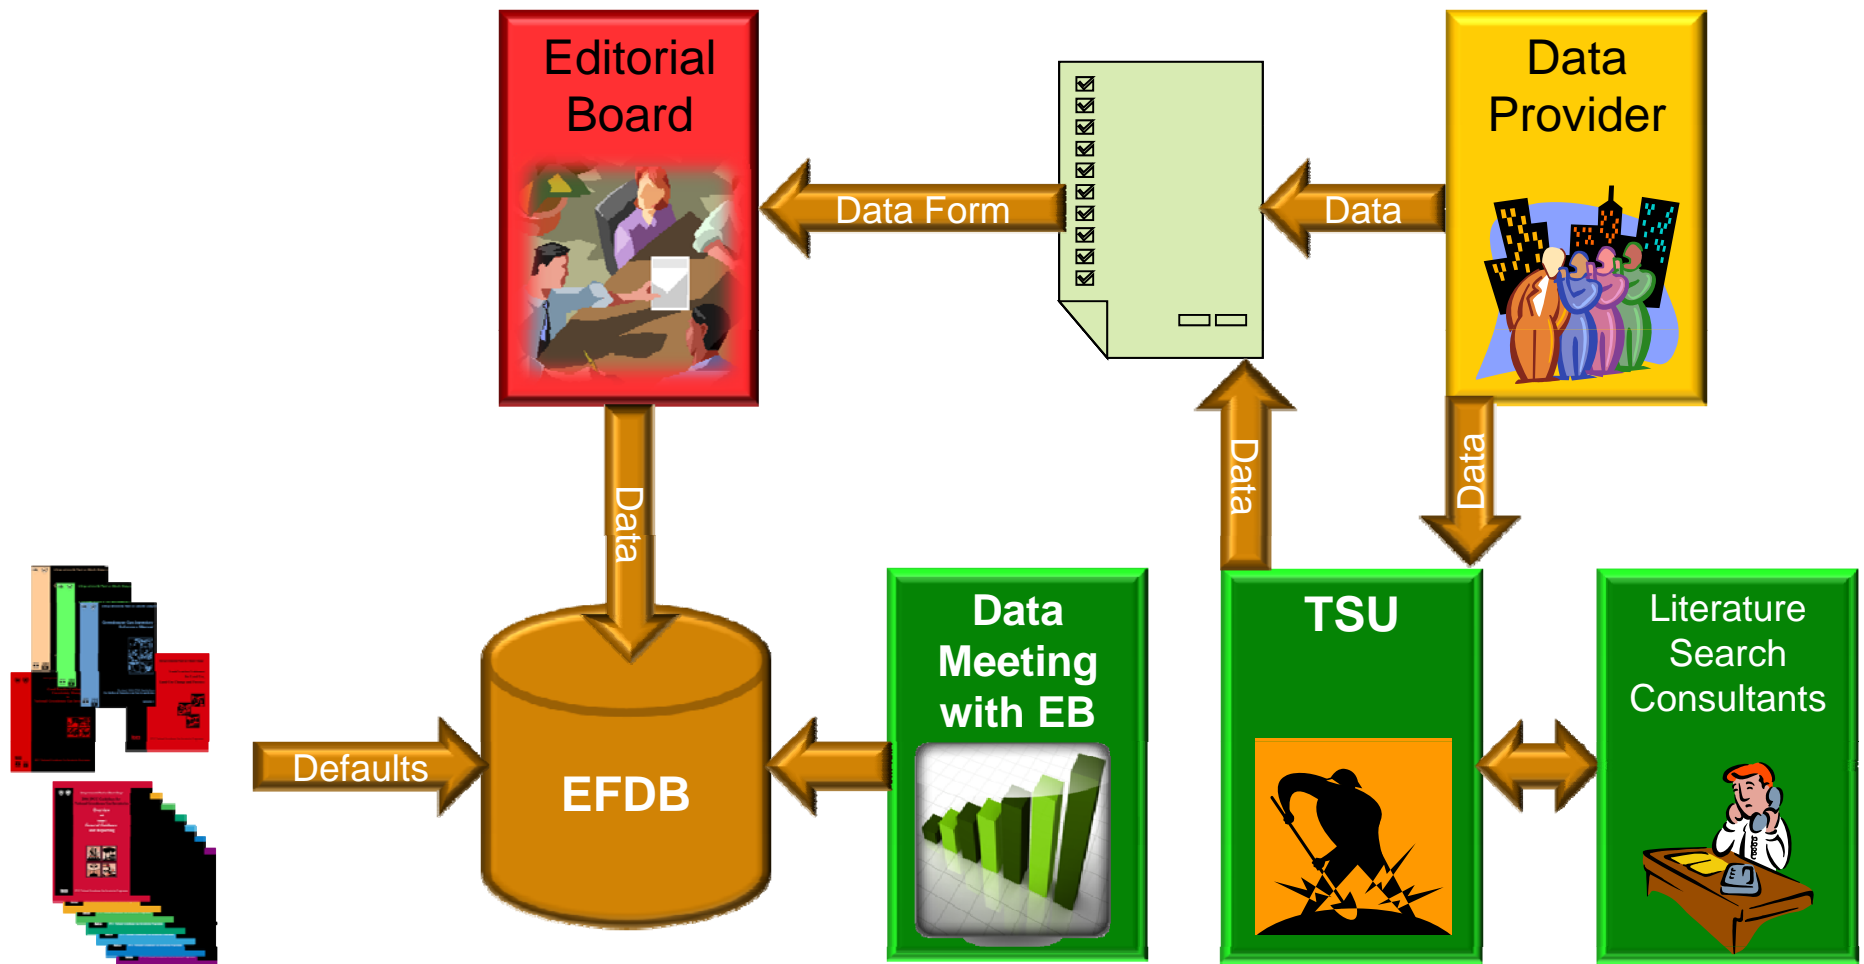 Editorial
Board
Data Form
Data
Data
Provider
Data
Data
Data
Defaults
EFDB
Data
Meeting
with EB
TSU
Literature
Search
Consultants